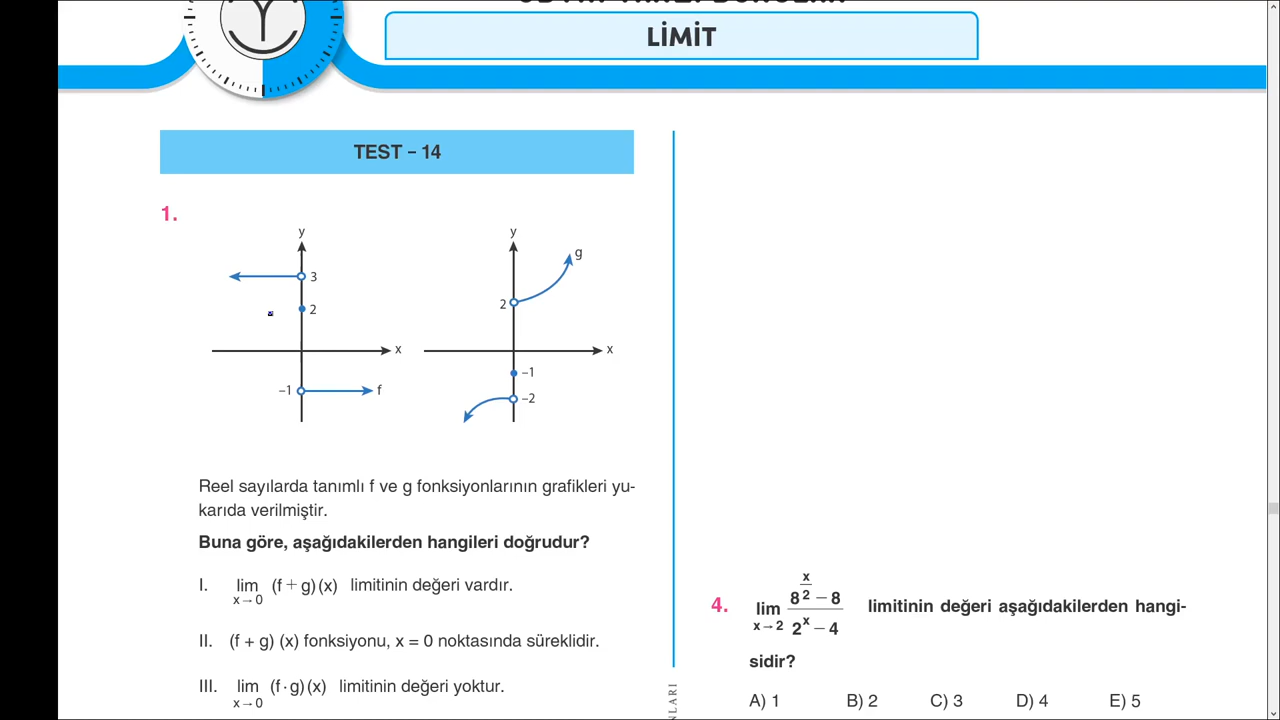 LİMİT
TEST – 14
1.
y
3
2
x
–1
f
y
g
2
x
–1
–2
Reel sayılarda tanımlı f ve g fonksiyonlarının grafikleri yu-
karıda verilmiştir.
Buna göre, aşağıdakilerden hangileri doğrudur?
I. lim x→0 (f + g)(x) limitinin değeri vardır.
II. (f + g) (x) fonksiyonu, x = 0 noktasında süreklidir.
III. lim x→0 (f · g)(x) limitinin değeri yoktur.
4. lim x→2 (8^(x/2) – 8)/(2^x – 4) limitinin değeri aşağıdakilerden hangi-
sidir?
A) 1 B) 2 C) 3 D) 4 E) 5